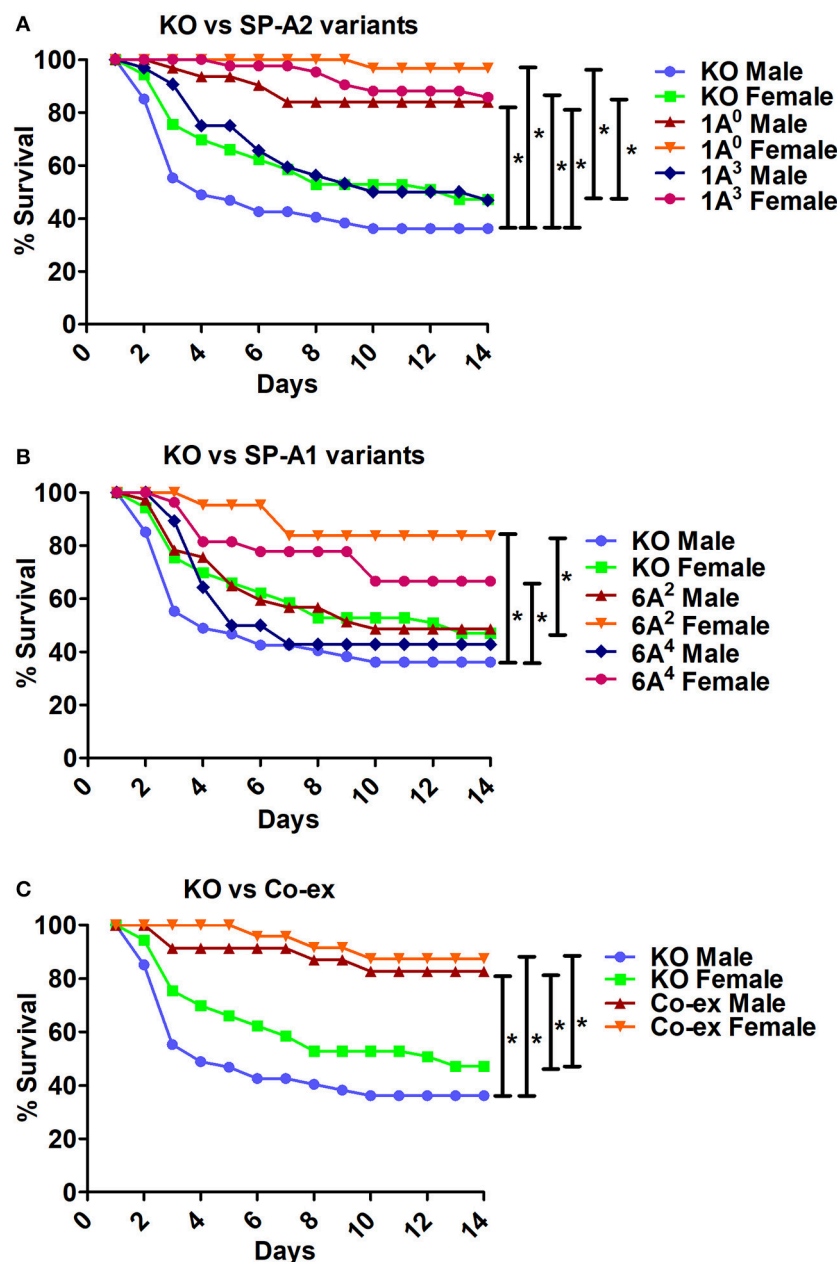 A
KO vs SP-A2 variants
100
80
60
40
20
0
% Survival
0 2 4 6 8 10 12 14
Days
KO Male
KO Female
1A⁰ Male
1A⁰ Female
1A³ Male
1A³ Female
* * * * * *
B
KO vs SP-A1 variants
100
80
60
40
20
0
% Survival
0 2 4 6 8 10 12 14
Days
KO Male
KO Female
6A² Male
6A² Female
6A⁴ Male
6A⁴ Female
* * *
C
KO vs Co-ex
100
80
60
40
20
0
% Survival
0 2 4 6 8 10 12 14
Days
KO Male
KO Female
Co-ex Male
Co-ex Female
* * * *